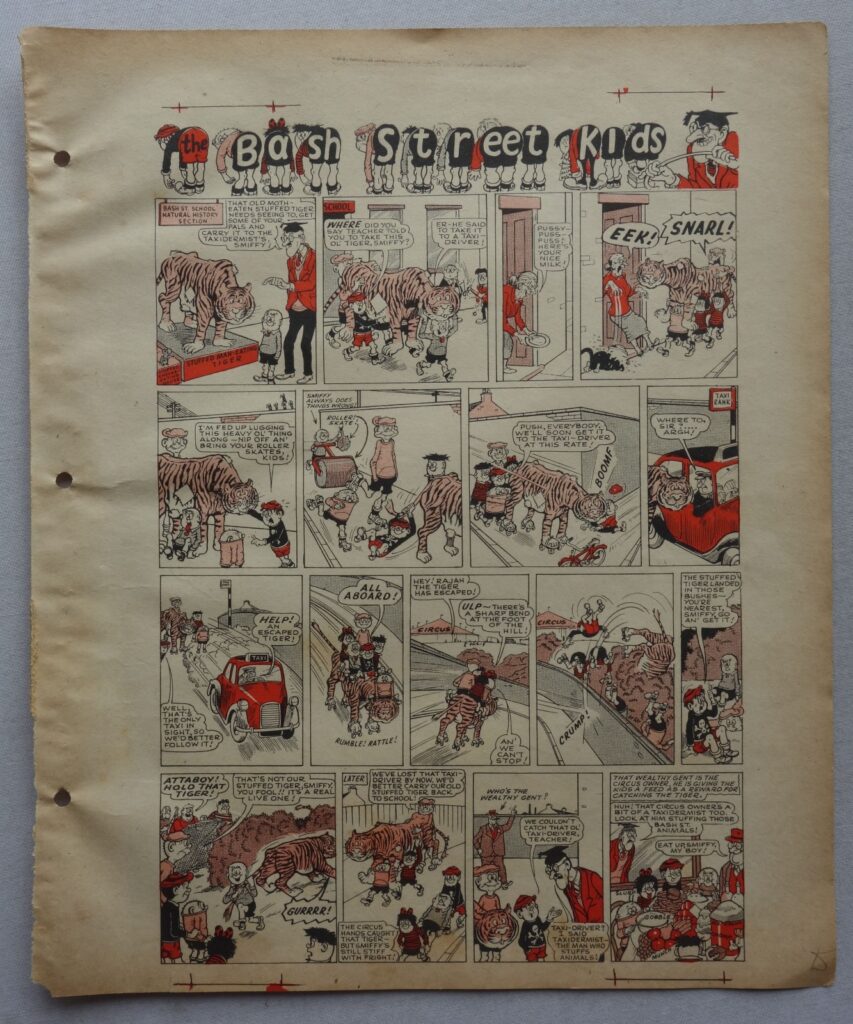 the Bash Street Kids
BASH ST. SCHOOL
NATURAL HISTORY
SECTION
THAT OLD MOTH-
EATEN STUFFED TIGER
NEEDS SEEING TO, GET
SOME OF YOUR
PALS AND
CARRY IT TO THE
TAXIDERMIST'S,
SMIFFY.
STUFFED MAN-EATING
TIGER
SCHOOL
WHERE DID YOU
SAY TEACHER TOLD
YOU TO TAKE THIS
OL' TIGER, SMIFFY?
ER-HE SAID
TO TAKE IT
TO A TAXI-
DRIVER!
PUSSY-
PUSS-
PUSS!
HERE'S
YOUR
NICE
MILK!
EEK!
SNARL!
I'M FED UP LUGGING
THIS HEAVY OL' THING
ALONG - NIP OFF AN'
BRING YOUR ROLLER
SKATES,
KIDS!
SMIFFY
ALWAYS DOES
THINGS WRONG!
ROLLER!
SKATE!
PUSH, EVERYBODY,
WE'LL SOON GET IT
TO THE TAXI-DRIVER
AT THIS RATE!
BOOMF
TAXI
RANK
WHERE TO,
SIR?....
ARGH!
WELL,
THAT'S
THE ONLY
TAXI IN
SIGHT, SO
WE'D BETTER
FOLLOW IT!
HELP!
AN
ESCAPED
TIGER!
TAXI
ALL
ABOARD!
RUMBLE! RATTLE!
HEY! RAJAH
THE TIGER
HAS ESCAPED!
CIRCUS
ULP- THERE'S
A SHARP BEND
AT THE FOOT
OF THE
HILL!
AN'
WE
CAN'T
STOP!
CIRCUS
CRUMP!
THE STUFFED
TIGER LANDED
IN THOSE
BUSHES-
YOU'RE
NEAREST,
SMIFFY, GO
AN' GET IT!
ATTABOY!
HOLD THAT
TIGER!
THAT'S NOT OUR
STUFFED TIGER, SMIFFY,
YOU FOOL!! IT'S A REAL
LIVE ONE!
GURRRR!
LATER
WE'VE LOST THAT TAXI-
DRIVER BY NOW. WE'D
BETTER CARRY OUR OLD
STUFFED TIGER BACK
TO SCHOOL!
THE CIRCUS
HANDS CAUGHT
THAT TIGER-
BUT SMIFFY'S
STILL STIFF
WITH FRIGHT!
WHO'S THE
WEALTHY GENT?
WE COULDN'T
CATCH THAT OL'
TAXI-DRIVER,
TEACHER!
TAXI-DRIVER?
I SAID
TAXIDERMIST-
THE MAN WHO
STUFFS
ANIMALS!
THAT WEALTHY GENT IS THE
CIRCUS OWNER. HE IS GIVING THE
KIDS A FEED AS A REWARD FOR
CATCHING THE TIGER.
HUH! THAT CIRCUS OWNER'S A
BIT OF A TAXIDERMIST TOO.
LOOK AT HIM STUFFING THOSE
BASH ST.
ANIMALS!
EAT UP, SMIFFY,
MY BOY!
GOBBLE
MUNCH